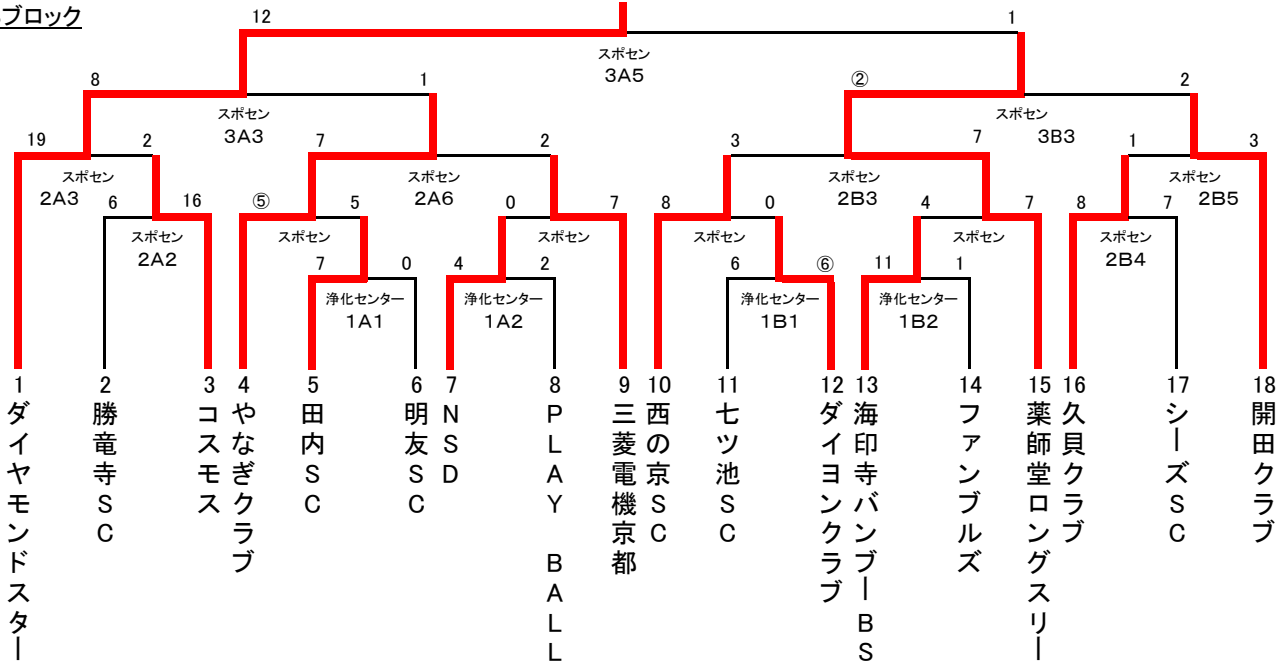 ブロック
12 1
スポセン
3A5
8 1 ② 2
スポセン スポセン
3A3 3B3
19 2 7 2 3 7 1 3
スポセン スポセン スポセン スポセン
2A3 2A6 2B3 2B5
6 16 ⑤ 5 0 7 8 0 4 7 8 7
スポセン スポセン スポセン スポセン スポセン スポセン
2A2 2B4
7 0 4 2 6 ⑥ 11 1
浄化センター 浄化センター 浄化センター 浄化センター
1A1 1A2 1B1 1B2
1 2 3 4 5 6 7 8 9 10 11 12 13 14 15 16 17 18
ダイヤモンドスター
勝竜寺SC
コスモス
やなぎクラブ
田内SC
明友SC
NSD
PLAY BALL
三菱電機京都
西の京SC
七ツ池SC
ダイヨンクラブ
海印寺バンブーBS
ファンブルズ
薬師堂ロングスリー
久貝クラブ
シーズSC
開田クラブ